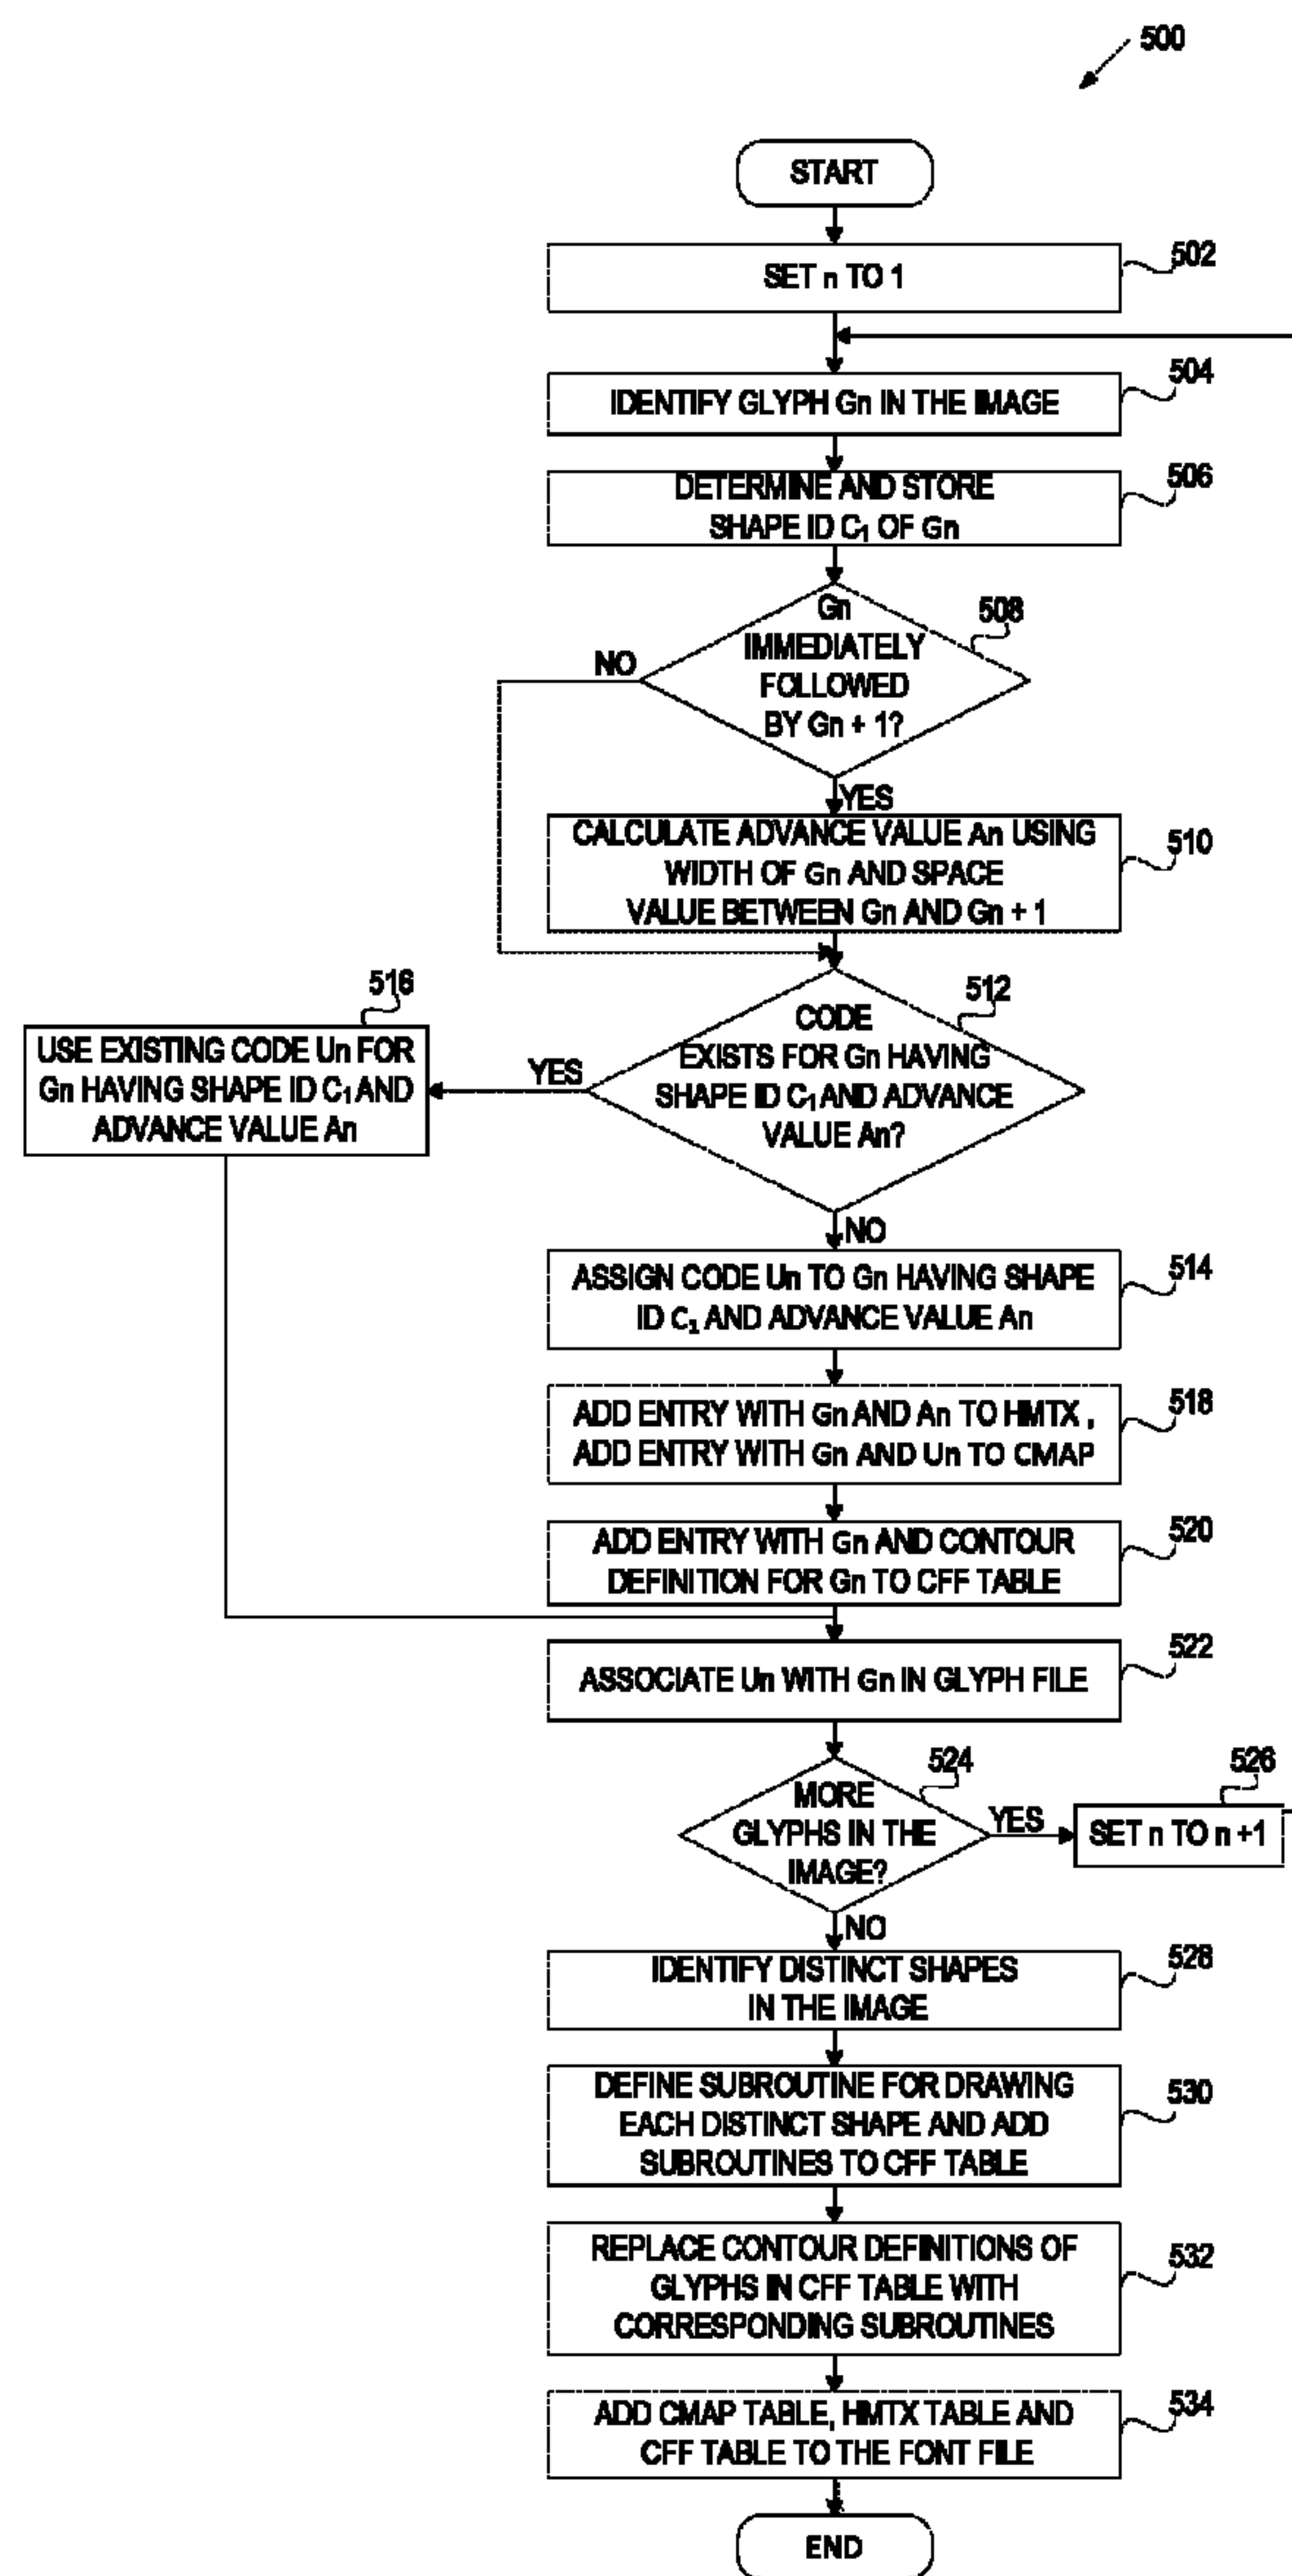 500
START
502
SET n TO 1
504
IDENTIFY GLYPH Gn IN THE IMAGE
506
DETERMINE AND STORE
SHAPE ID C₁ OF Gn
508
Gn
IMMEDIATELY
FOLLOWED
BY Gn + 1?
NO
YES
510
CALCULATE ADVANCE VALUE An USING
WIDTH OF Gn AND SPACE
VALUE BETWEEN Gn AND Gn + 1
512
CODE
EXISTS FOR Gn HAVING
SHAPE ID C₁ AND ADVANCE
VALUE An?
YES
516
USE EXISTING CODE Un FOR
Gn HAVING SHAPE ID C₁ AND
ADVANCE VALUE An
NO
514
ASSIGN CODE Un TO Gn HAVING SHAPE
ID C₁ AND ADVANCE VALUE An
518
ADD ENTRY WITH Gn AND An TO HMTX ,
ADD ENTRY WITH Gn AND Un TO CMAP
520
ADD ENTRY WITH Gn AND CONTOUR
DEFINITION FOR Gn TO CFF TABLE
522
ASSOCIATE Un WITH Gn IN GLYPH FILE
524
MORE
GLYPHS IN THE
IMAGE?
YES
526
SET n TO n +1
NO
528
IDENTIFY DISTINCT SHAPES
IN THE IMAGE
530
DEFINE SUBROUTINE FOR DRAWING
EACH DISTINCT SHAPE AND ADD
SUBROUTINES TO CFF TABLE
532
REPLACE CONTOUR DEFINITIONS OF
GLYPHS IN CFF TABLE WITH
CORRESPONDING SUBROUTINES
534
ADD CMAP TABLE, HMTX TABLE AND
CFF TABLE TO THE FONT FILE
END